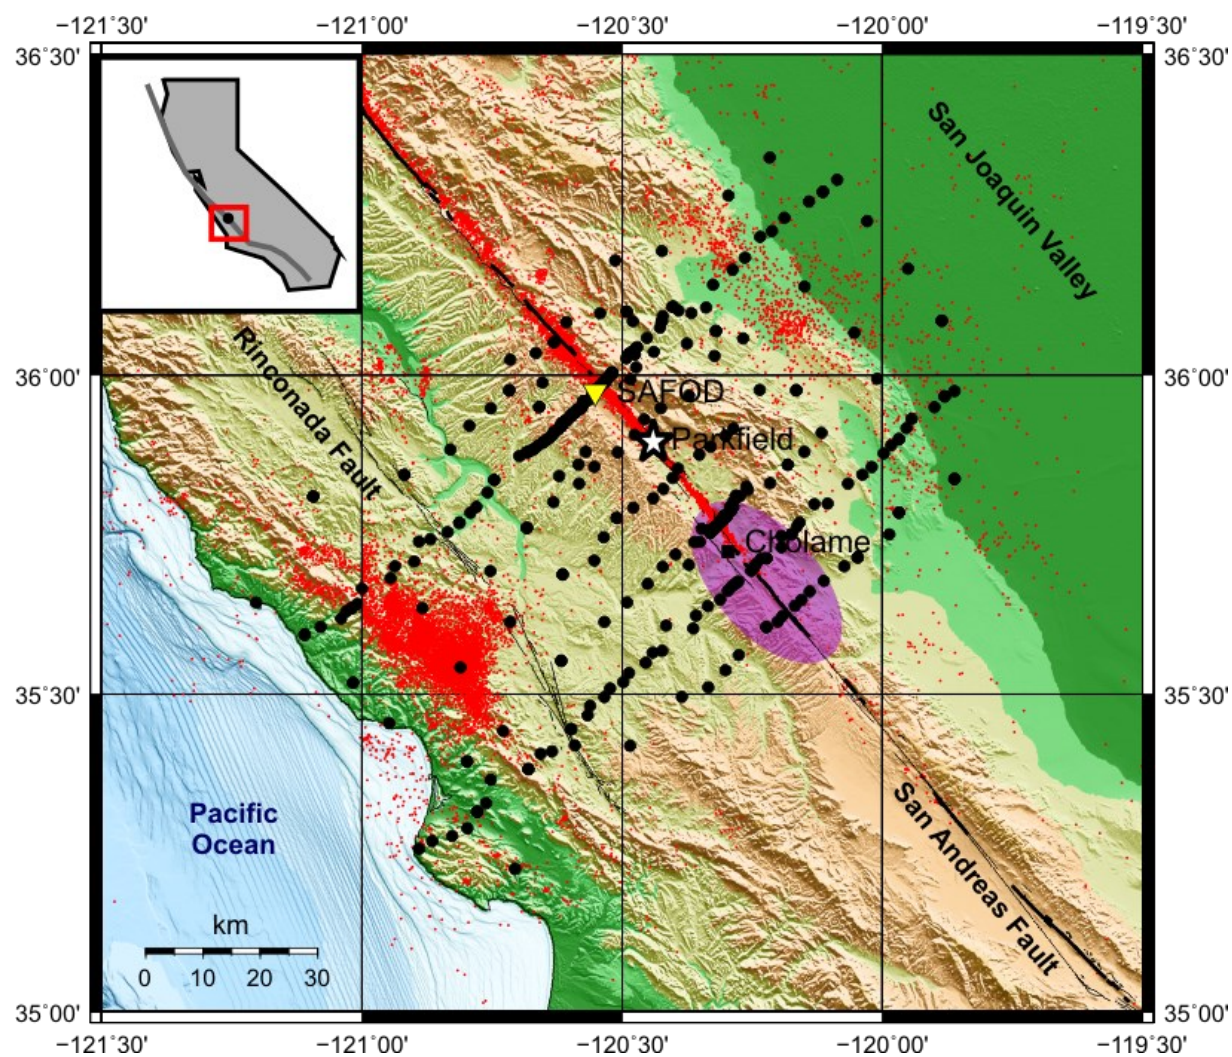 −121˚30' −121˚00' −120˚30' −120˚00' −119˚30'
36˚30' 36˚30'
San Joaquin Valley
Rinconada Fault
36˚00' 36˚00'
SAFOD
Parkfield
Cholame
35˚30' 35˚30'
San Andreas Fault
Pacific
Ocean
km
0 10 20 30
35˚00' 35˚00'
−121˚30' −121˚00' −120˚30' −120˚00' −119˚30'